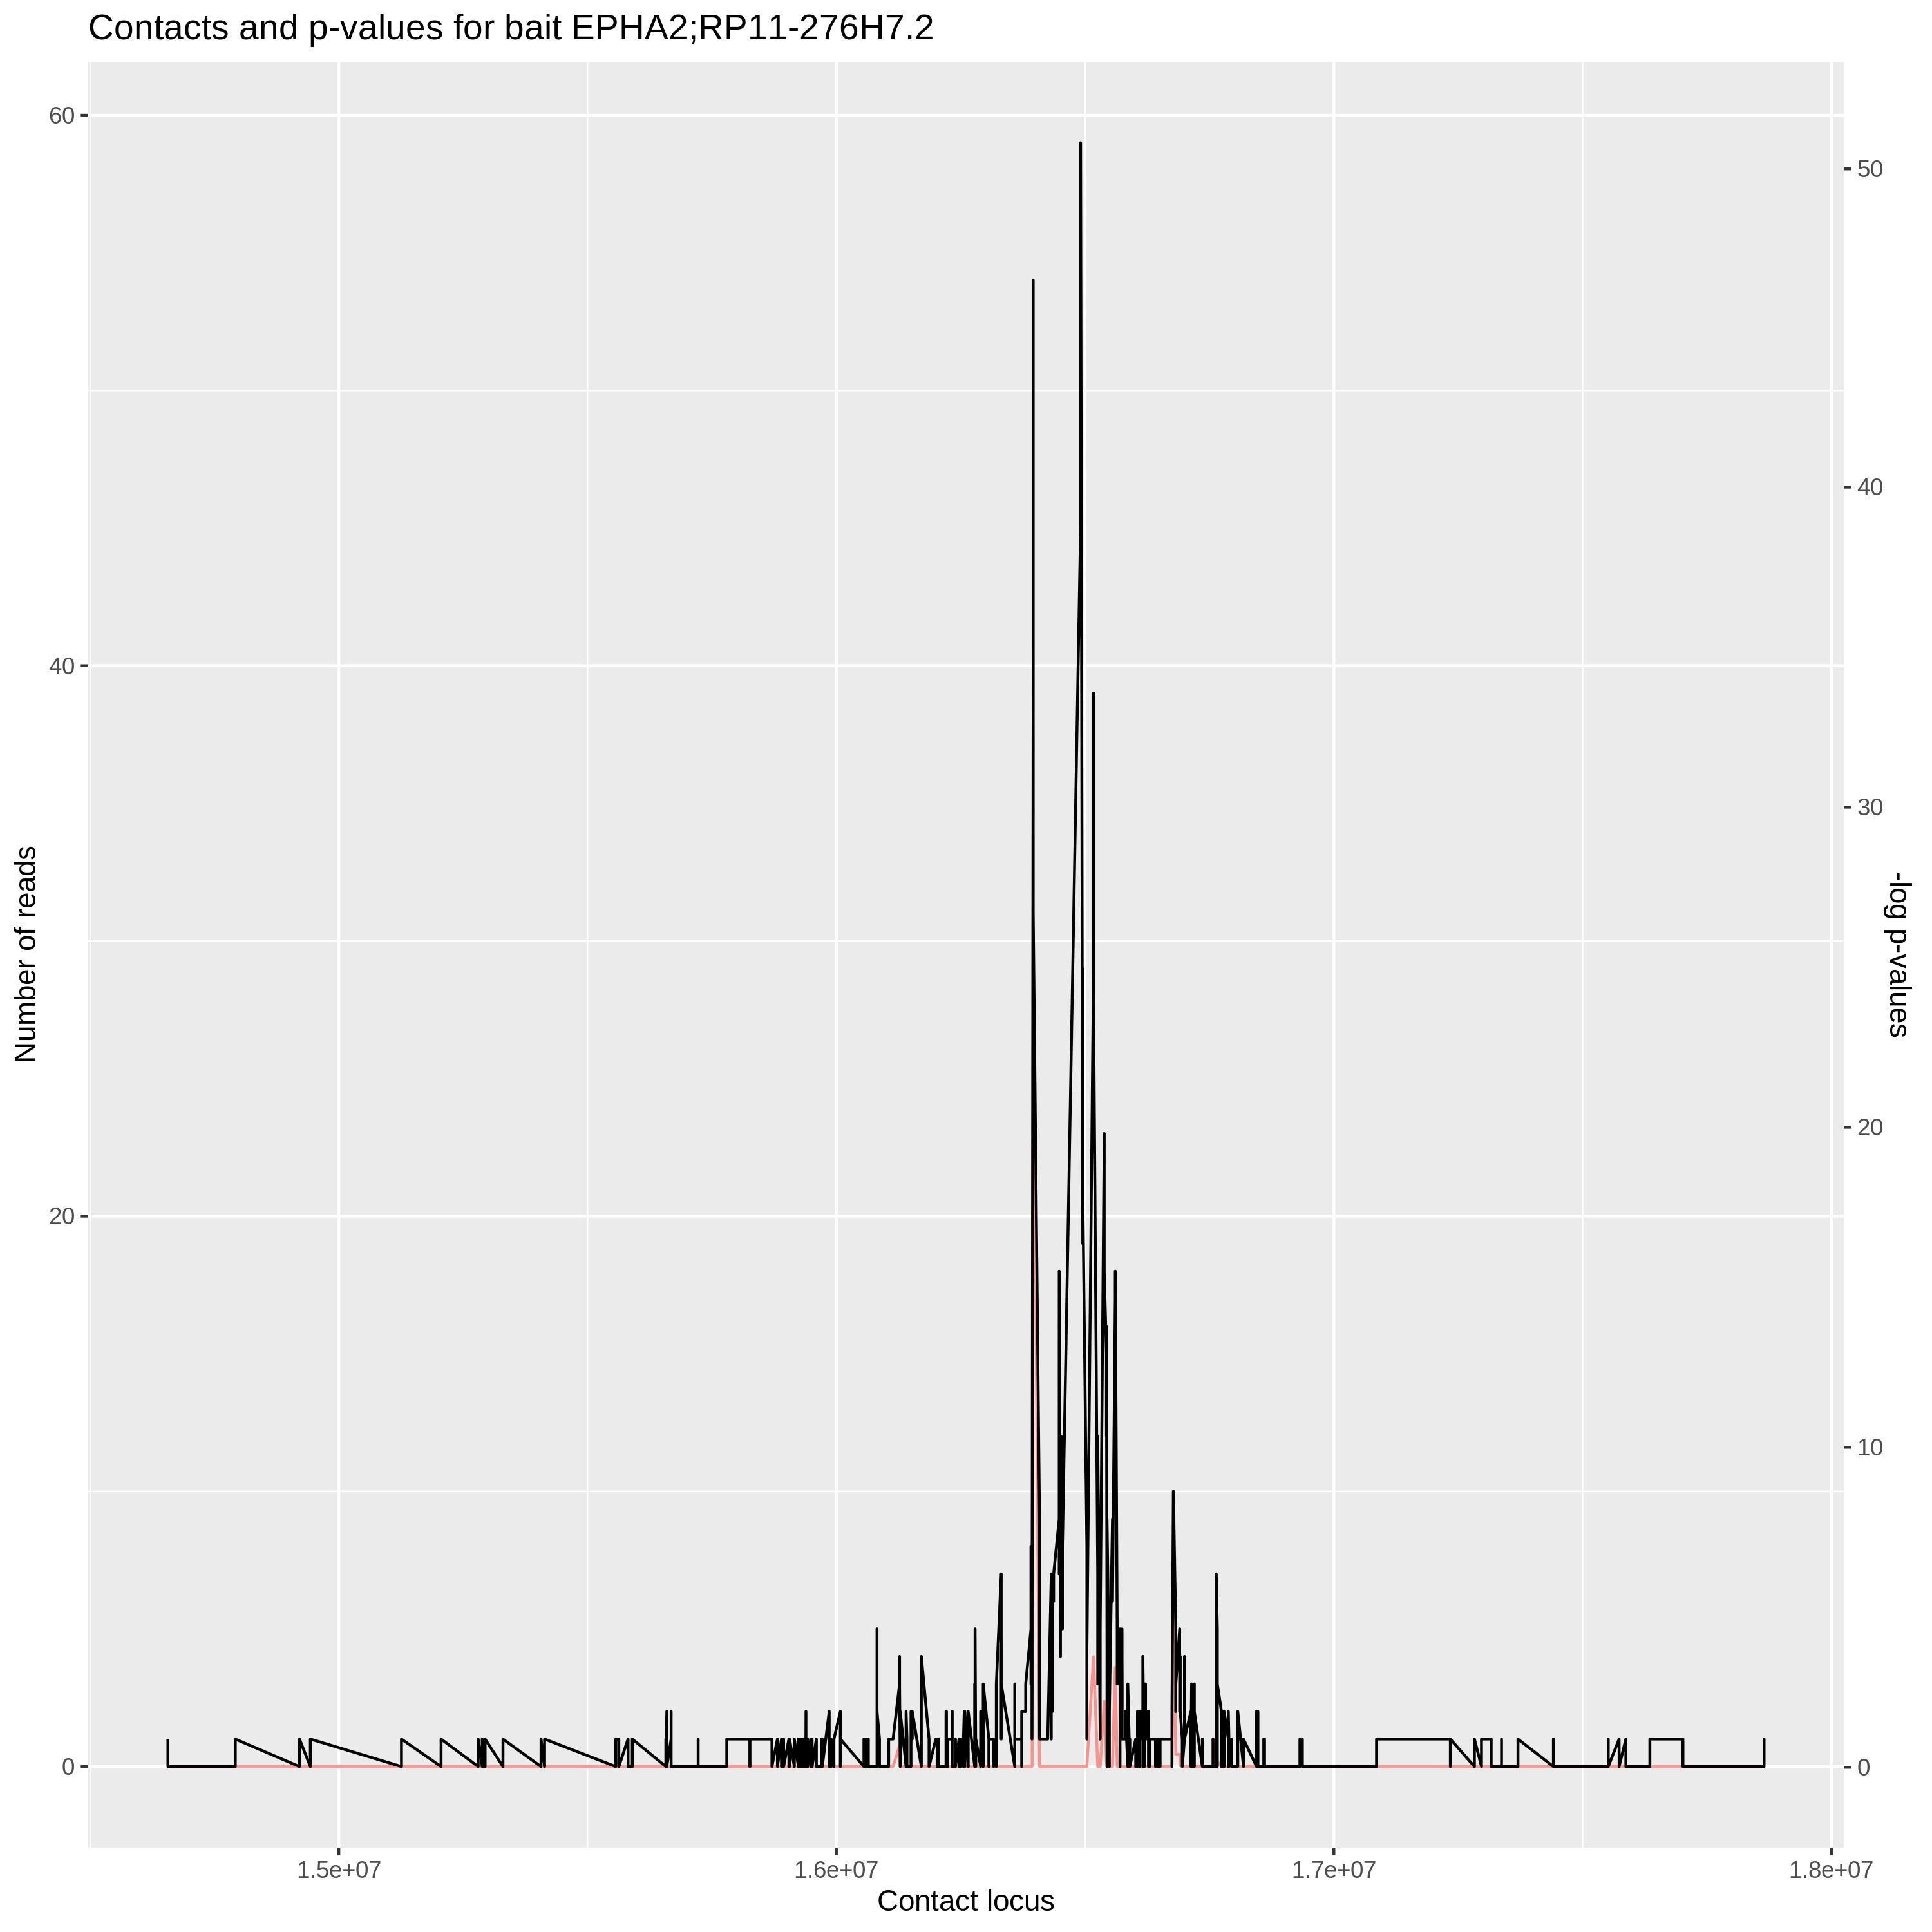 Contacts and p-values for bait EPHA2;RP11-276H7.2
60
40
20
0
Number of reads
50
40
30
20
10
0
-log p-values
1.5e+07
1.6e+07
1.7e+07
1.8e+07
Contact locus